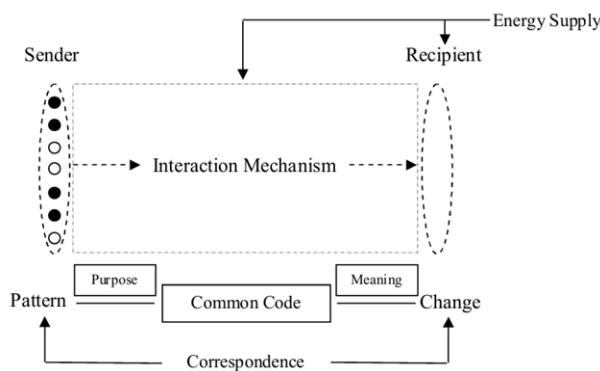 Energy Supply
Sender
Recipient
Interaction Mechanism
Purpose
Meaning
Pattern
Common Code
Change
Correspondence